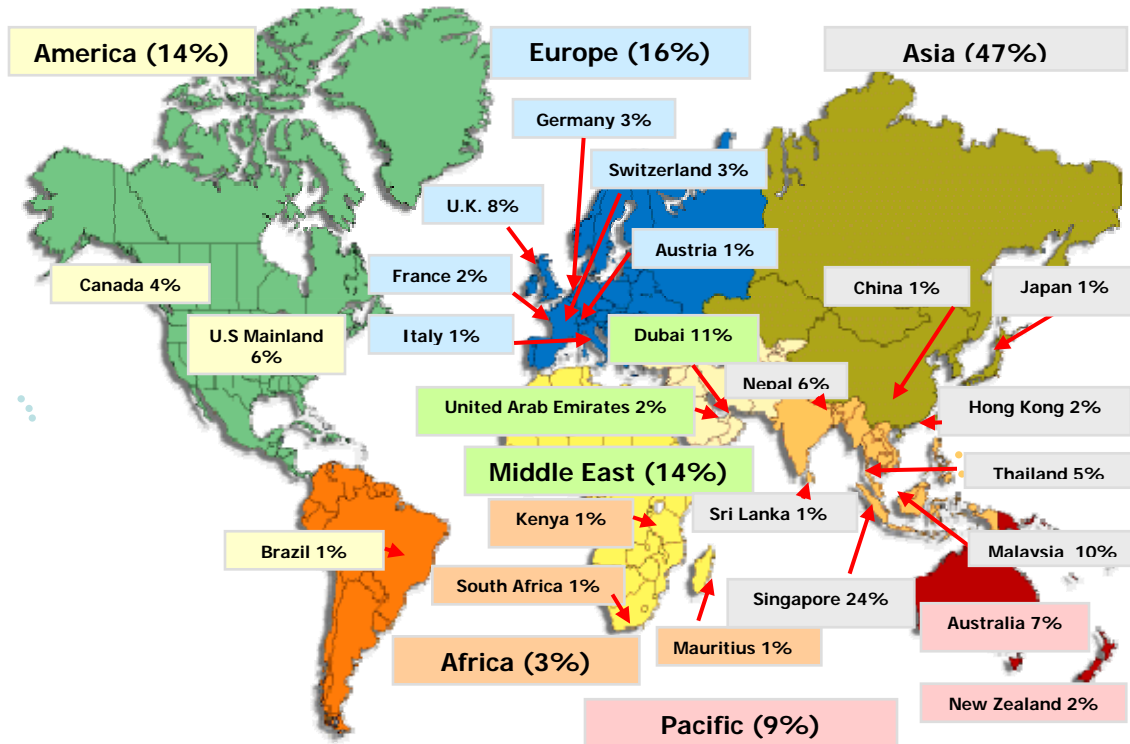 America (14%)
Europe (16%)
Asia (47%)
Germany 3%
Switzerland 3%
U.K. 8%
Austria 1%
France 2%
Canada 4%
China 1%
Japan 1%
U.S Mainland
6%
Italy 1%
Dubai 11%
Nepal 6%
United Arab Emirates 2%
Hong Kong 2%
Middle East (14%)
Thailand 5%
Kenya 1%
Sri Lanka 1%
Brazil 1%
Malaysia 10%
South Africa 1%
Singapore 24%
Australia 7%
Mauritius 1%
Africa (3%)
New Zealand 2%
Pacific (9%)